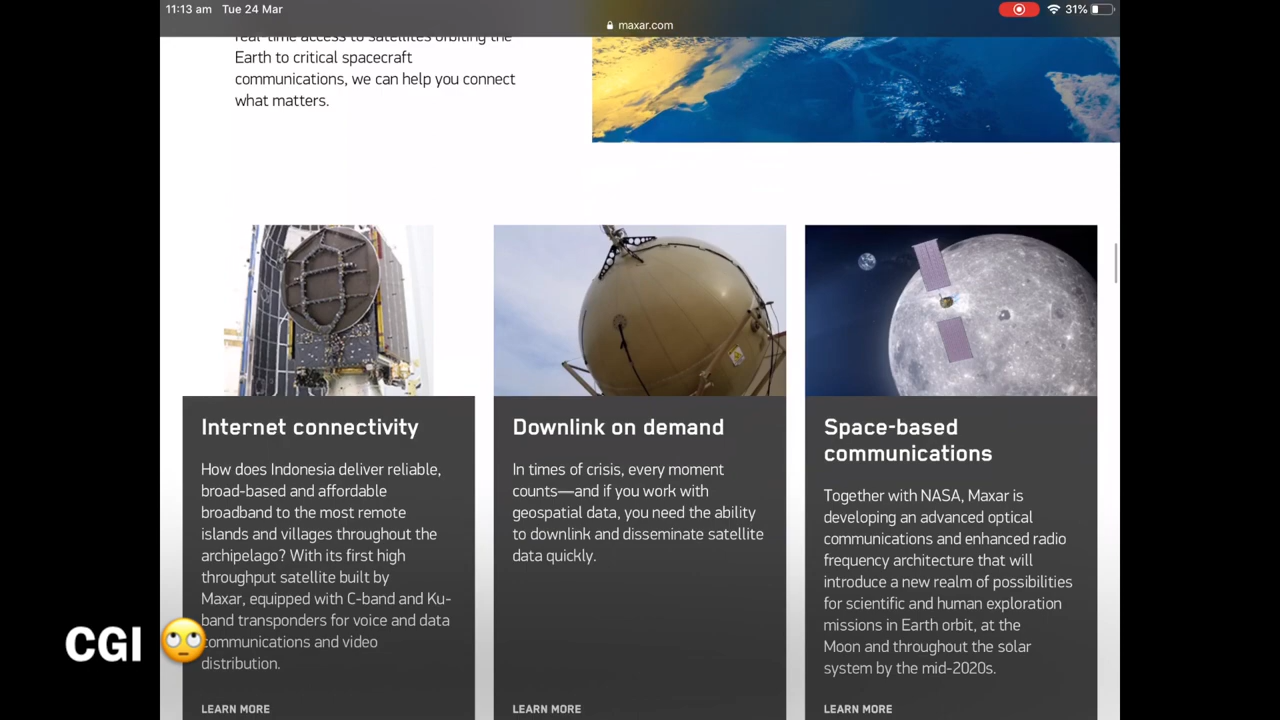 11:13 am Tue 24 Mar
31%
maxar.com
real-time access to satellites orbiting the
Earth to critical spacecraft
communications, we can help you connect
what matters.
Internet connectivity
How does Indonesia deliver reliable,
broad-based and affordable
broadband to the most remote
islands and villages throughout the
archipelago? With its first high
throughput satellite built by
Maxar, equipped with C-band and Ku-
band transponders for voice and data
communications and video
distribution.
LEARN MORE
Downlink on demand
In times of crisis, every moment
counts—and if you work with
geospatial data, you need the ability
to downlink and disseminate satellite
data quickly.
LEARN MORE
Space-based
communications
Together with NASA, Maxar is
developing an advanced optical
communications and enhanced radio
frequency architecture that will
introduce a new realm of possibilities
for scientific and human exploration
missions in Earth orbit, at the
Moon and throughout the solar
system by the mid-2020s.
LEARN MORE
CGI 🙄